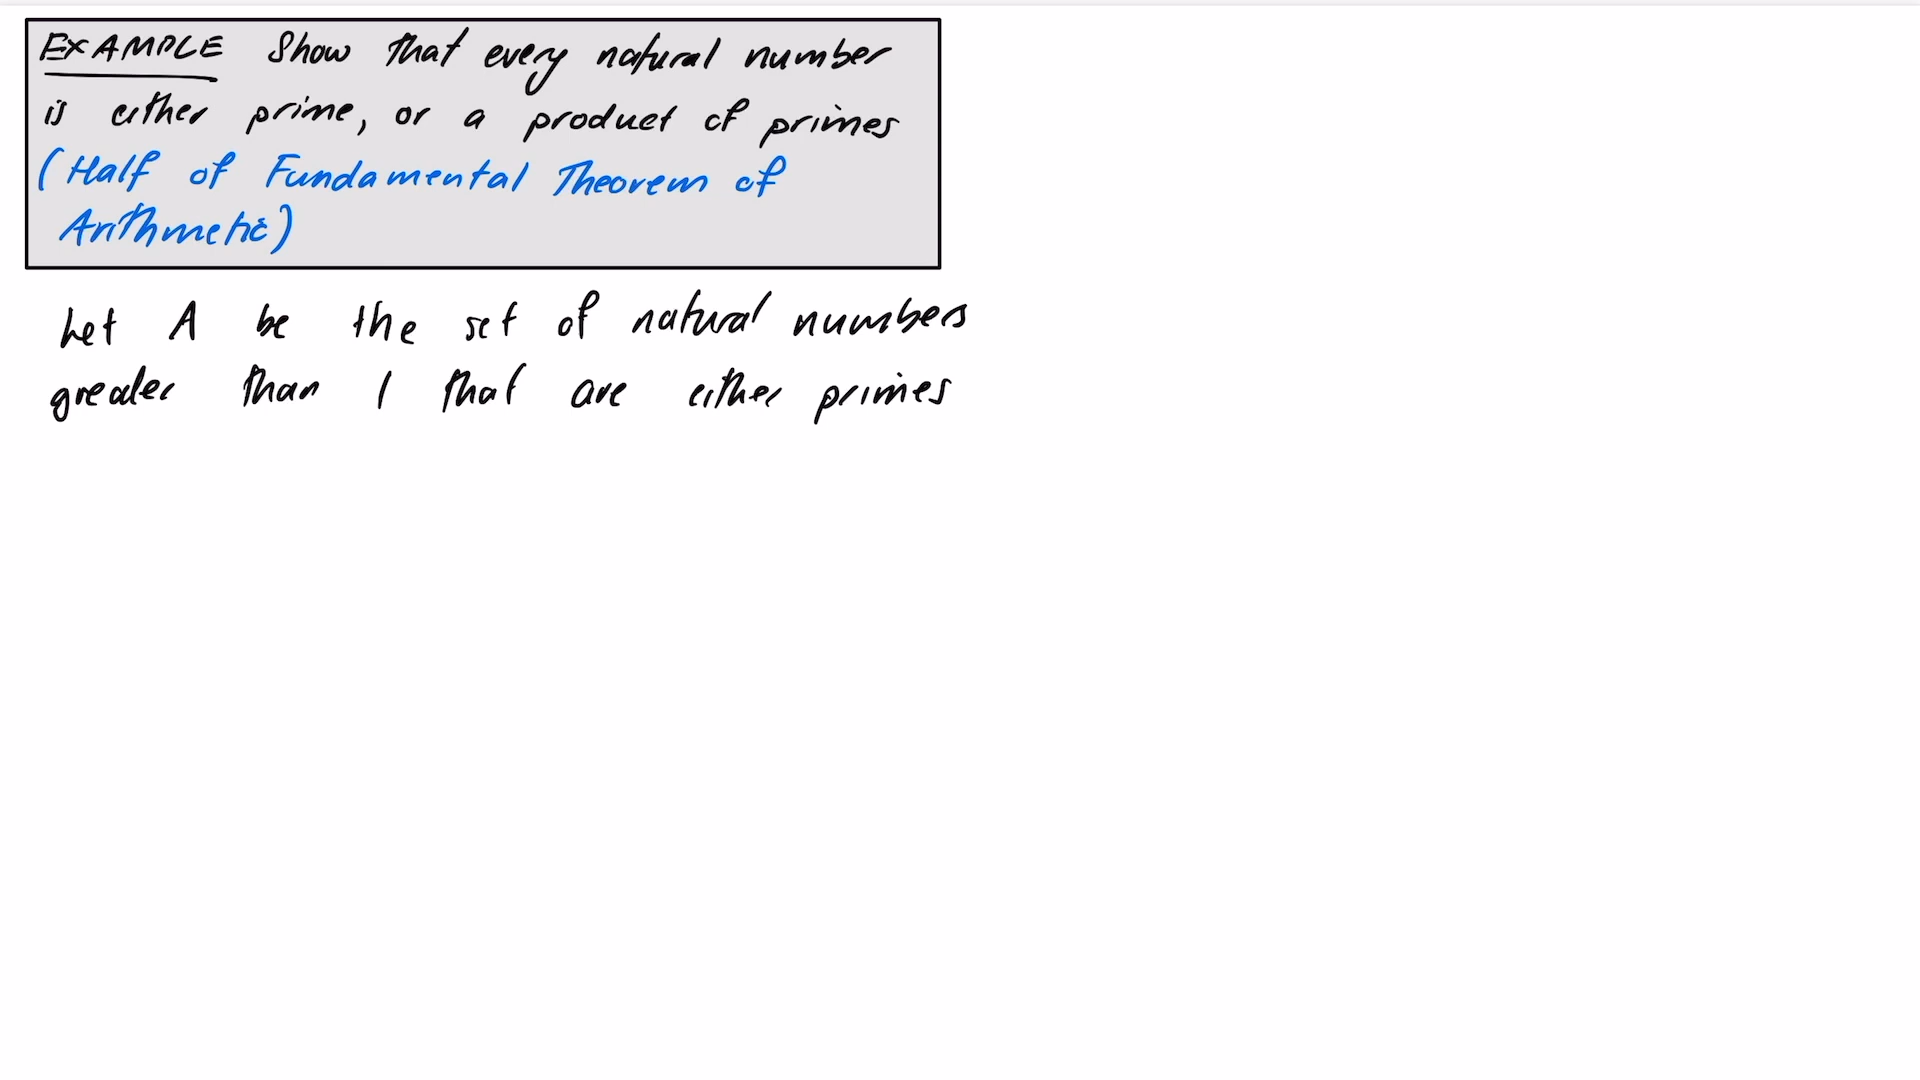 EXAMPLE Show that every natural number
is either prime, or a product of primes
(Half of Fundamental Theorem of
Arithmetic)
Let A be the set of natural numbers
greater than 1 that are either primes